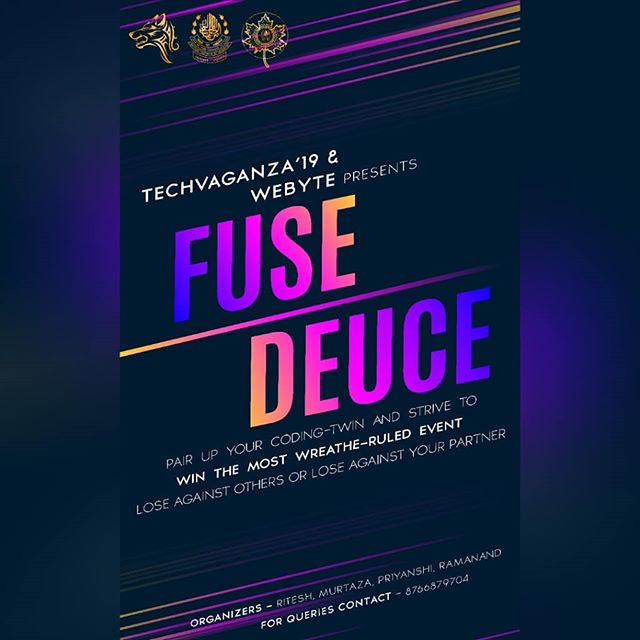 TECHVAGANZA'19 &
WEBYTE PRESENTS
FUSE
DEUCE
PAIR UP YOUR CODING-TWIN AND STRIVE TO
WIN THE MOST WREATHE-RULED EVENT
LOSE AGAINST OTHERS OR LOSE AGAINST YOUR PARTNER
ORGANIZERS - RITESH, MURTAZA, PRIYANSHI, RAMANAND
FOR QUERIES CONTACT - 8766879704